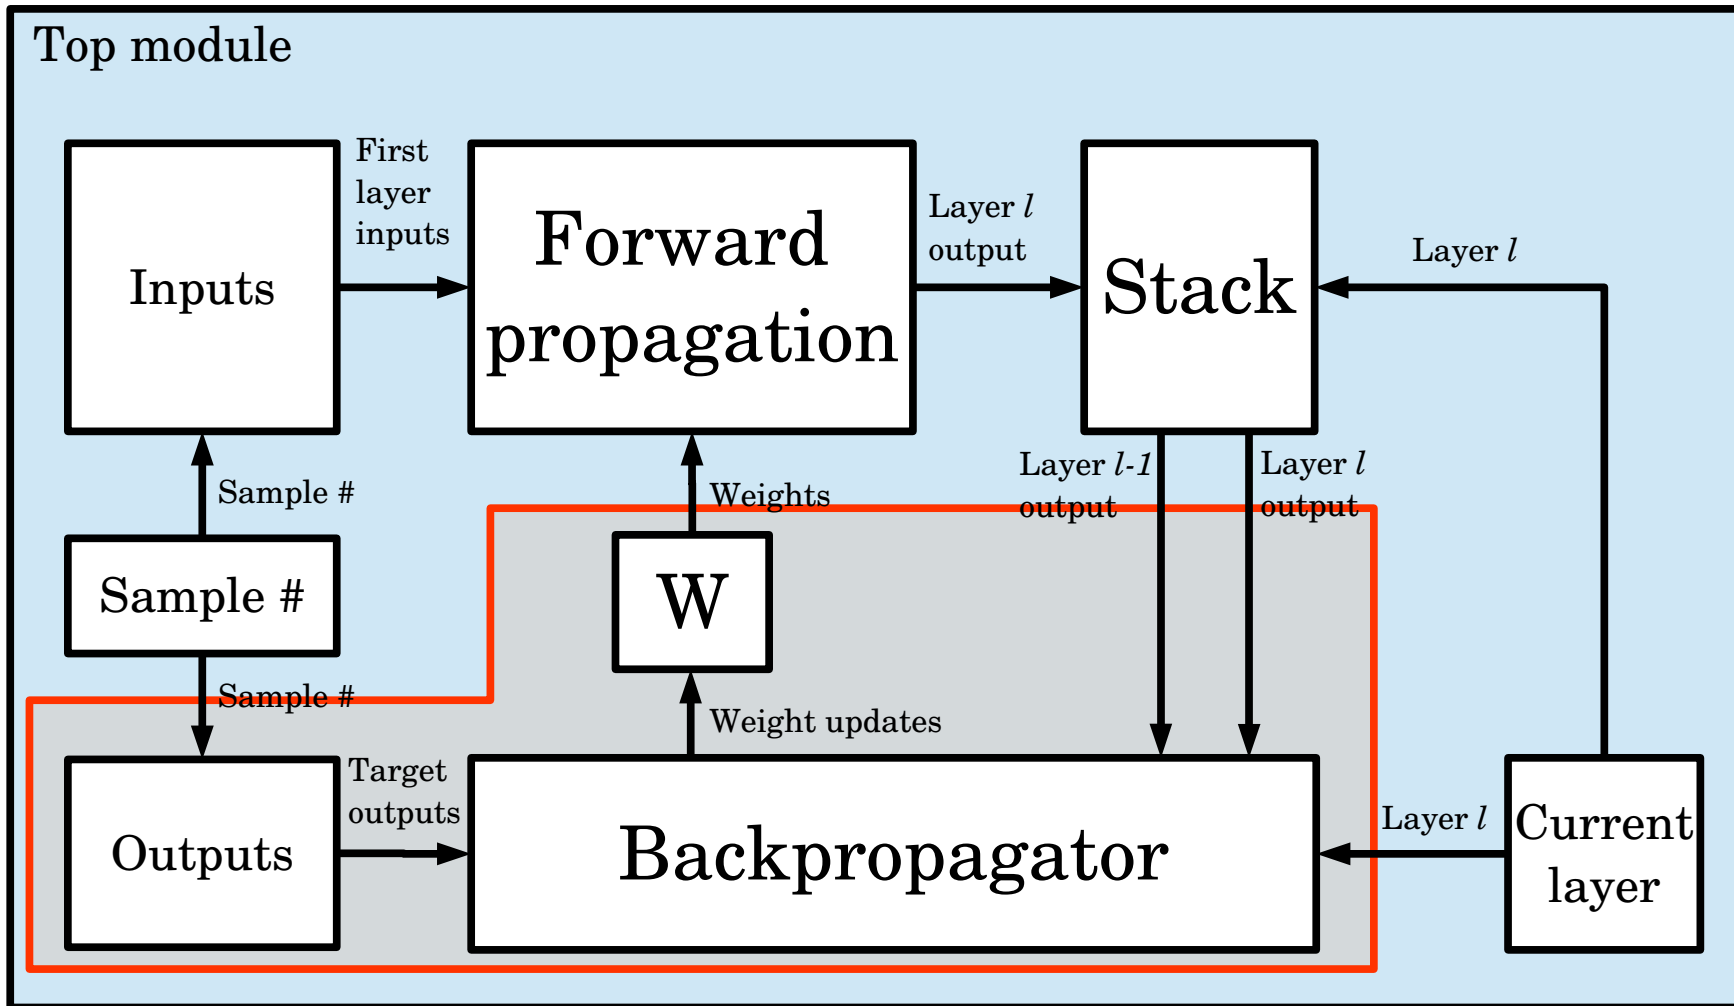 Top module
First
layer
inputs
Inputs
Forward
propagation
Layer l
output
Stack
Layer l
Sample #
Weights
Layer l-1
output
Layer l
output
Sample #
W
Sample #
Weight updates
Target
outputs
Outputs
Backpropagator
Layer l
Current
layer